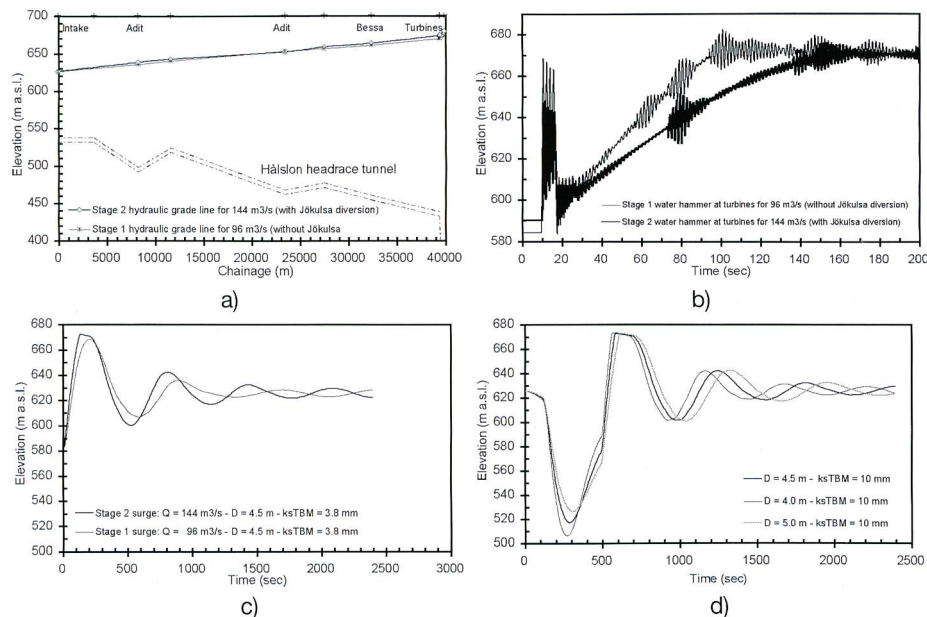 Intake Adit Adit Bessa Turbines
Elevation (m a.s.l.)
700
650
600
550
500
450
400
Hàlslon headrace tunnel
Stage 2 hydraulic grade line for 144 m3/s (with Jökulsa diversion)
Stage 1 hydraulic grade line for 96 m3/s (without Jökulsa
0 5000 10000 15000 20000 25000 30000 35000 40000
Chainage (m)
a)
Elevation (m a.s.l.)
680
660
640
620
600
580
Stage 1 water hammer at turbines for 96 m3/s (without Jökulsa diversion)
Stage 2 water hammer at turbines for 144 m3/s (with Jökulsa diversion)
0 20 40 60 80 100 120 140 160 180 200
Time (sec)
b)
Elevation (m a.s.l.)
680
660
640
620
600
580
560
540
520
500
Stage 2 surge: Q = 144 m3/s - D = 4.5 m - ksTBM = 3.8 mm
Stage 1 surge: Q = 96 m3/s - D = 4.5 m - ksTBM = 3.8 mm
0 500 1000 1500 2000 2500 3000
Time (sec)
c)
Elevation (m a.s.l.)
680
660
640
620
600
580
560
540
520
500
D = 4.5 m - ksTBM = 10 mm
D = 4.0 m - ksTBM = 10 mm
D = 5.0 m - ksTBM = 10 mm
0 500 1000 1500 2000 2500
Time (sec)
d)